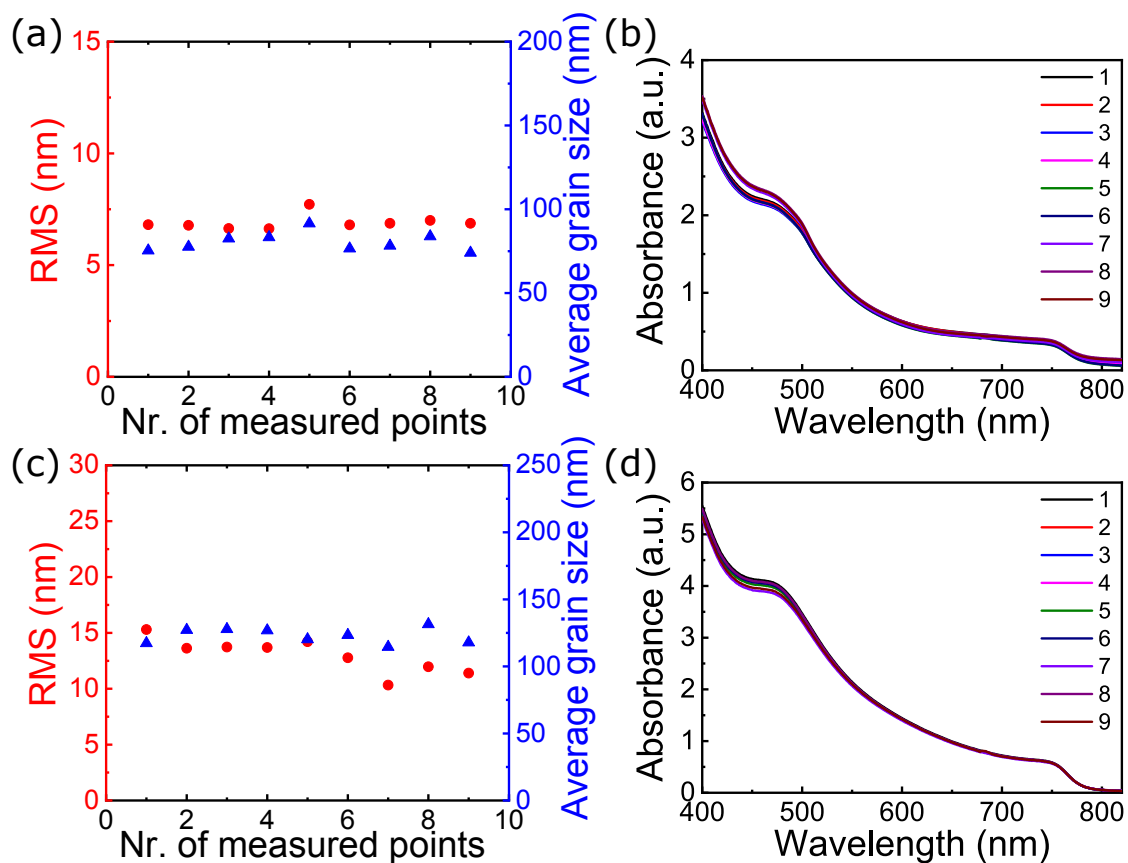 (a)
15
10
5
0
RMS (nm)
200
150
100
50
0
Average grain size (nm)
0 2 4 6 8 10
Nr. of measured points
(b)
4
3
2
1
0
Absorbance (a.u.)
1
2
3
4
5
6
7
8
9
400 500 600 700 800
Wavelength (nm)
(c)
30
25
20
15
10
5
0
RMS (nm)
250
200
150
100
50
0
Average grain size (nm)
0 2 4 6 8 10
Nr. of measured points
(d)
6
5
4
3
2
1
0
Absorbance (a.u.)
1
2
3
4
5
6
7
8
9
400 500 600 700 800
Wavelength (nm)